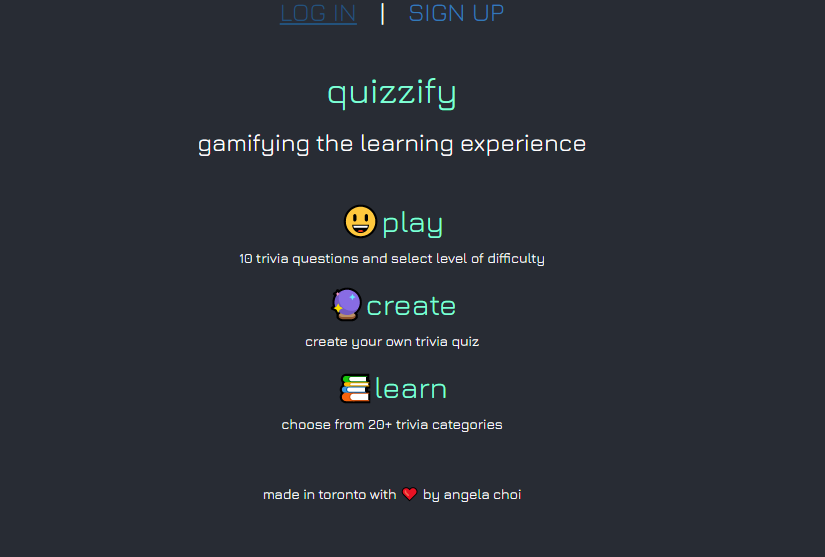 LOG IN | SIGN UP
quizzify
gamifying the learning experience
play
10 trivia questions and select level of difficulty
create
create your own trivia quiz
learn
choose from 20+ trivia categories
made in toronto with ❤️ by angela choi